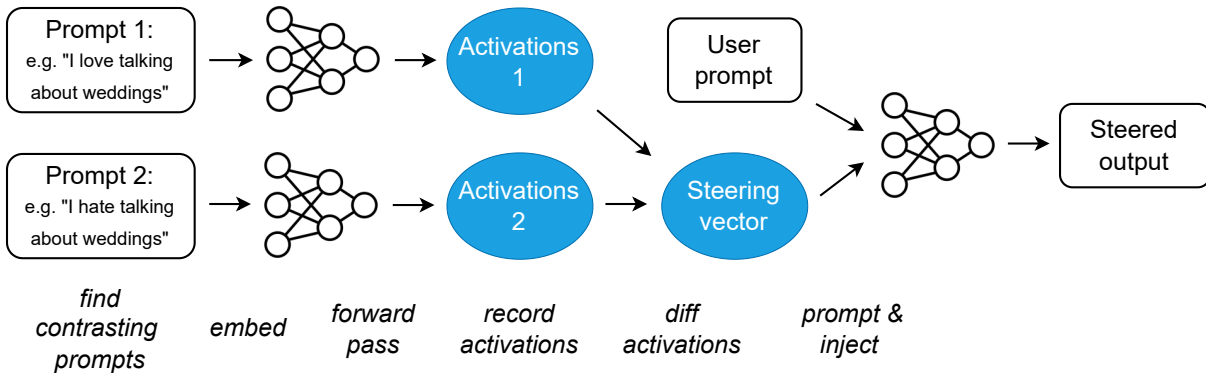 Prompt 1:
e.g. "I love talking
about weddings"
Activations
1
User
prompt
Steered
output
Prompt 2:
e.g. "I hate talking
about weddings"
Activations
2
Steering
vector
find
contrasting
prompts
embed
forward
pass
record
activations
diff
activations
prompt &
inject